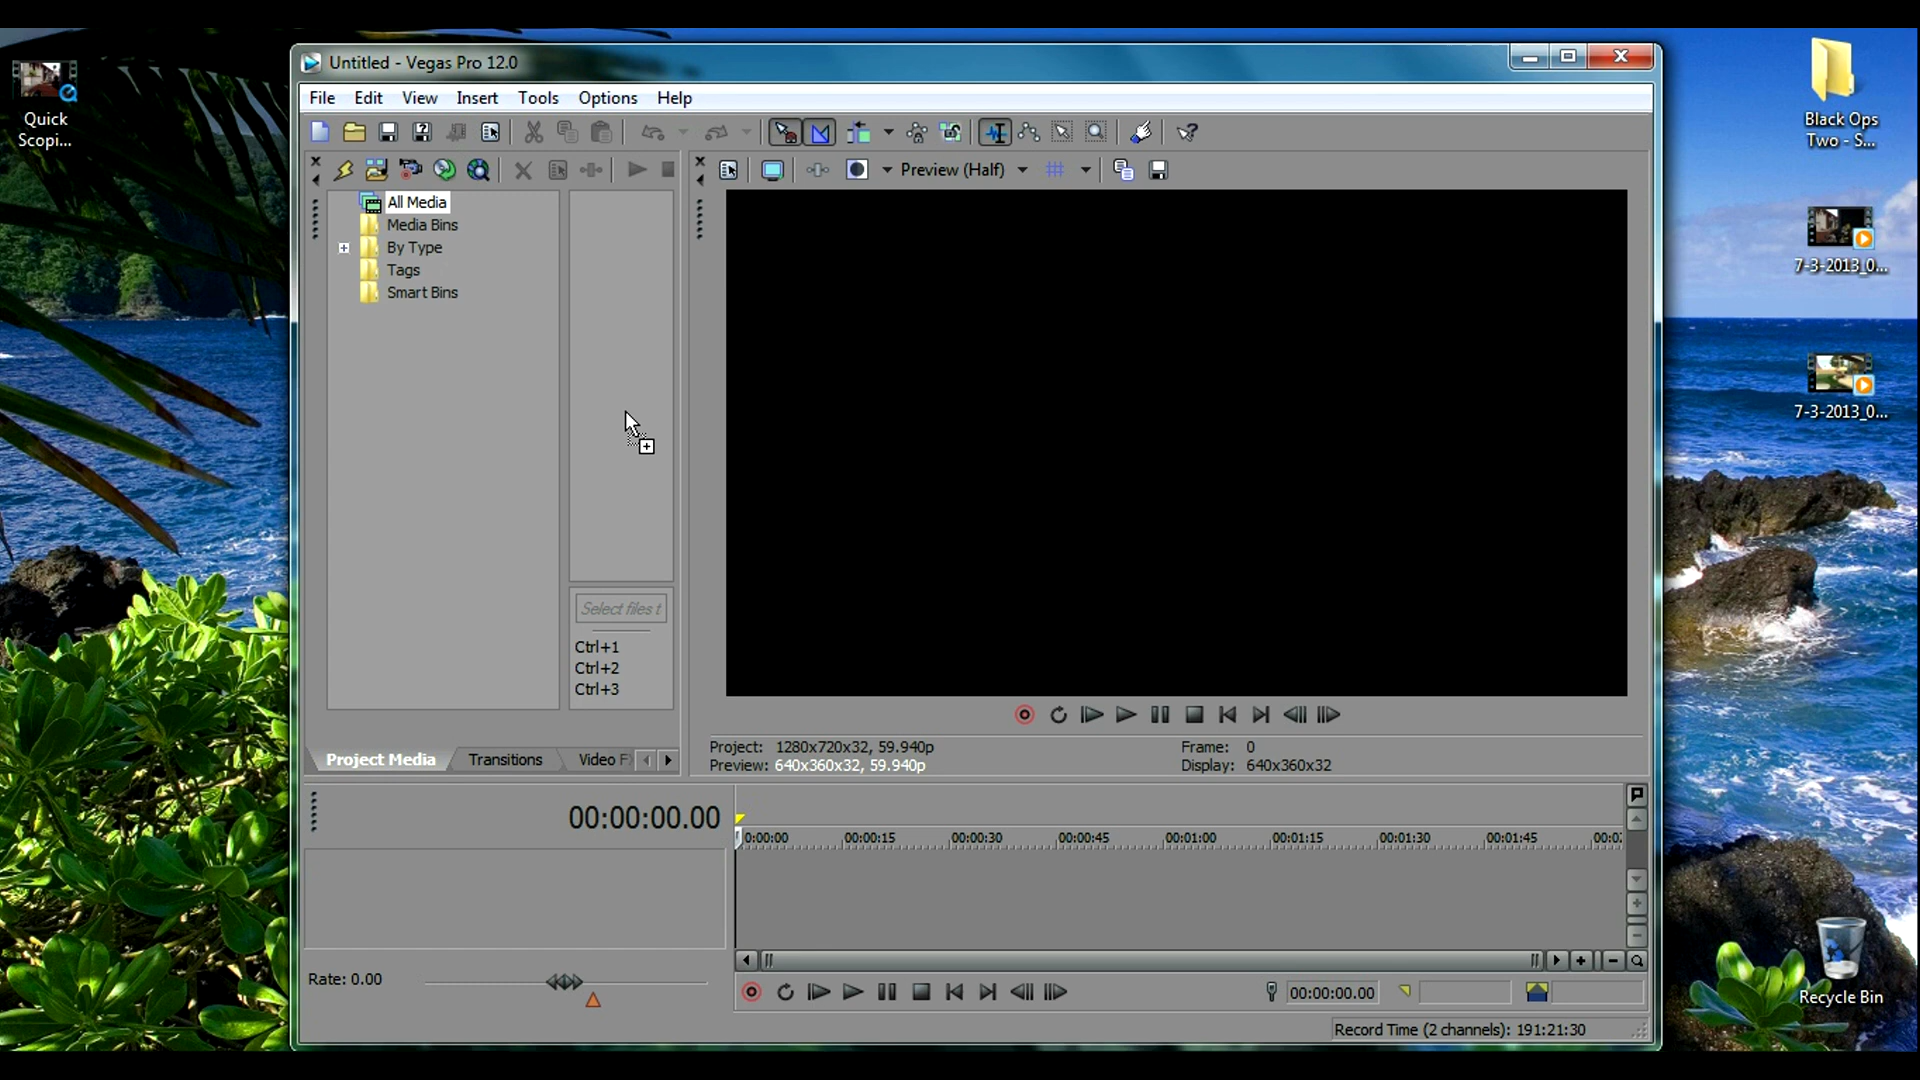 Untitled - Vegas Pro 12.0
File Edit View Insert Tools Options Help
Quick
Scopi...
Black Ops
Two - S...
Preview (Half)
All Media
Media Bins
By Type
Tags
Smart Bins
7-3-2013_0...
7-3-2013_0...
Select files t
Ctrl+1
Ctrl+2
Ctrl+3
Project Media Transitions Video F
Project: 1280x720x32, 59.940p Frame: 0
Preview: 640x360x32, 59.940p Display: 640x360x32
00:00:00.00
0:00:00 00:00:15 00:00:30 00:00:45 00:01:00 00:01:15 00:01:30 00:01:45 00:02:
Rate: 0.00
00:00:00.00
Recycle Bin
Record Time (2 channels): 191:21:30